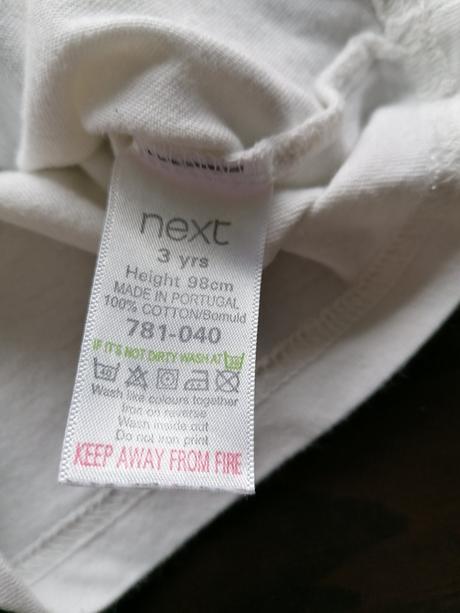 next
3 yrs
Height 98cm
MADE IN PORTUGAL
100% COTTON/Bomuld
781-040
IF IT'S NOT DIRTY WASH AT
Wash like colours together
Iron on reverse
Wash inside out
Do not iron print
KEEP AWAY FROM FIRE